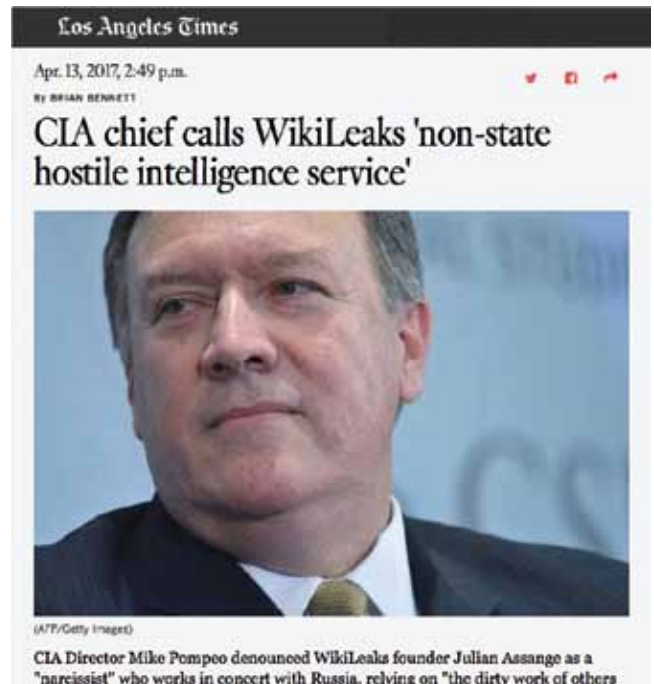 Los Angeles Times
Apr. 13, 2017, 2:49 p.m.
By BRIAN BENNETT
CIA chief calls WikiLeaks 'non-state
hostile intelligence service'
(AFP/Getty Images)
CIA Director Mike Pompeo denounced WikiLeaks founder Julian Assange as a
"narcissist" who works in concert with Russia, relying on "the dirty work of others